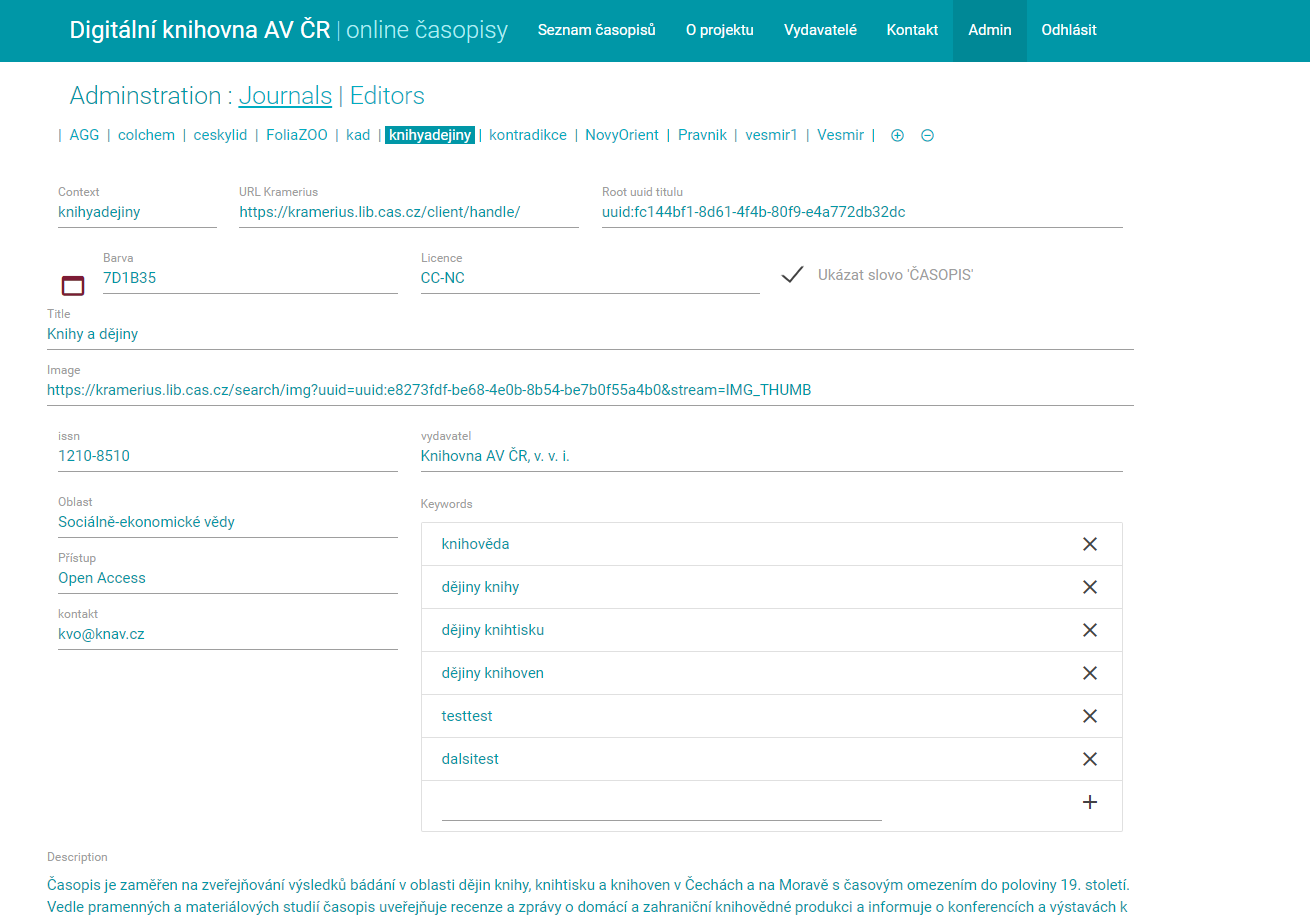 Digitální knihovna AV ČR | online časopisy Seznam časopisů O projektu Vydavatelé Kontakt Admin Odhlásit
Adminstration : Journals | Editors
| AGG | colchem | ceskylid | FoliaZOO | kad | knihyadejiny | kontradikce | NovyOrient | Pravnik | vesmir1 | Vesmir |
Context URL Kramerius Root uuid titulu
knihyadejiny https://kramerius.lib.cas.cz/client/handle/ uuid:fc144bf1-8d61-4f4b-80f9-e4a772db32dc
Barva Licence
7D1B35 CC-NC Ukázat slovo 'ČASOPIS'
Title
Knihy a dějiny
Image
https://kramerius.lib.cas.cz/search/img?uuid=uuid:e8273fdf-be68-4e0b-8b54-be7b0f55a4b0&stream=IMG_THUMB
issn vydavatel
1210-8510 Knihovna AV ČR, v. v. i.
Oblast Keywords
Sociálně-ekonomické vědy
knihověda
Přístup
Open Access
dějiny knihy
kontakt
kvo@knav.cz
dějiny knihtisku
dějiny knihoven
testtest
dalsitest
Description
Časopis je zaměřen na zveřejňování výsledků bádání v oblasti dějin knihy, knihtisku a knihoven v Čechách a na Moravě s časovým omezením do poloviny 19. století.
Vedle pramenných a materiálových studií časopis uveřejňuje recenze a zprávy o domácí a zahraniční knihovědné produkci a informuje o konferencích a výstavách k